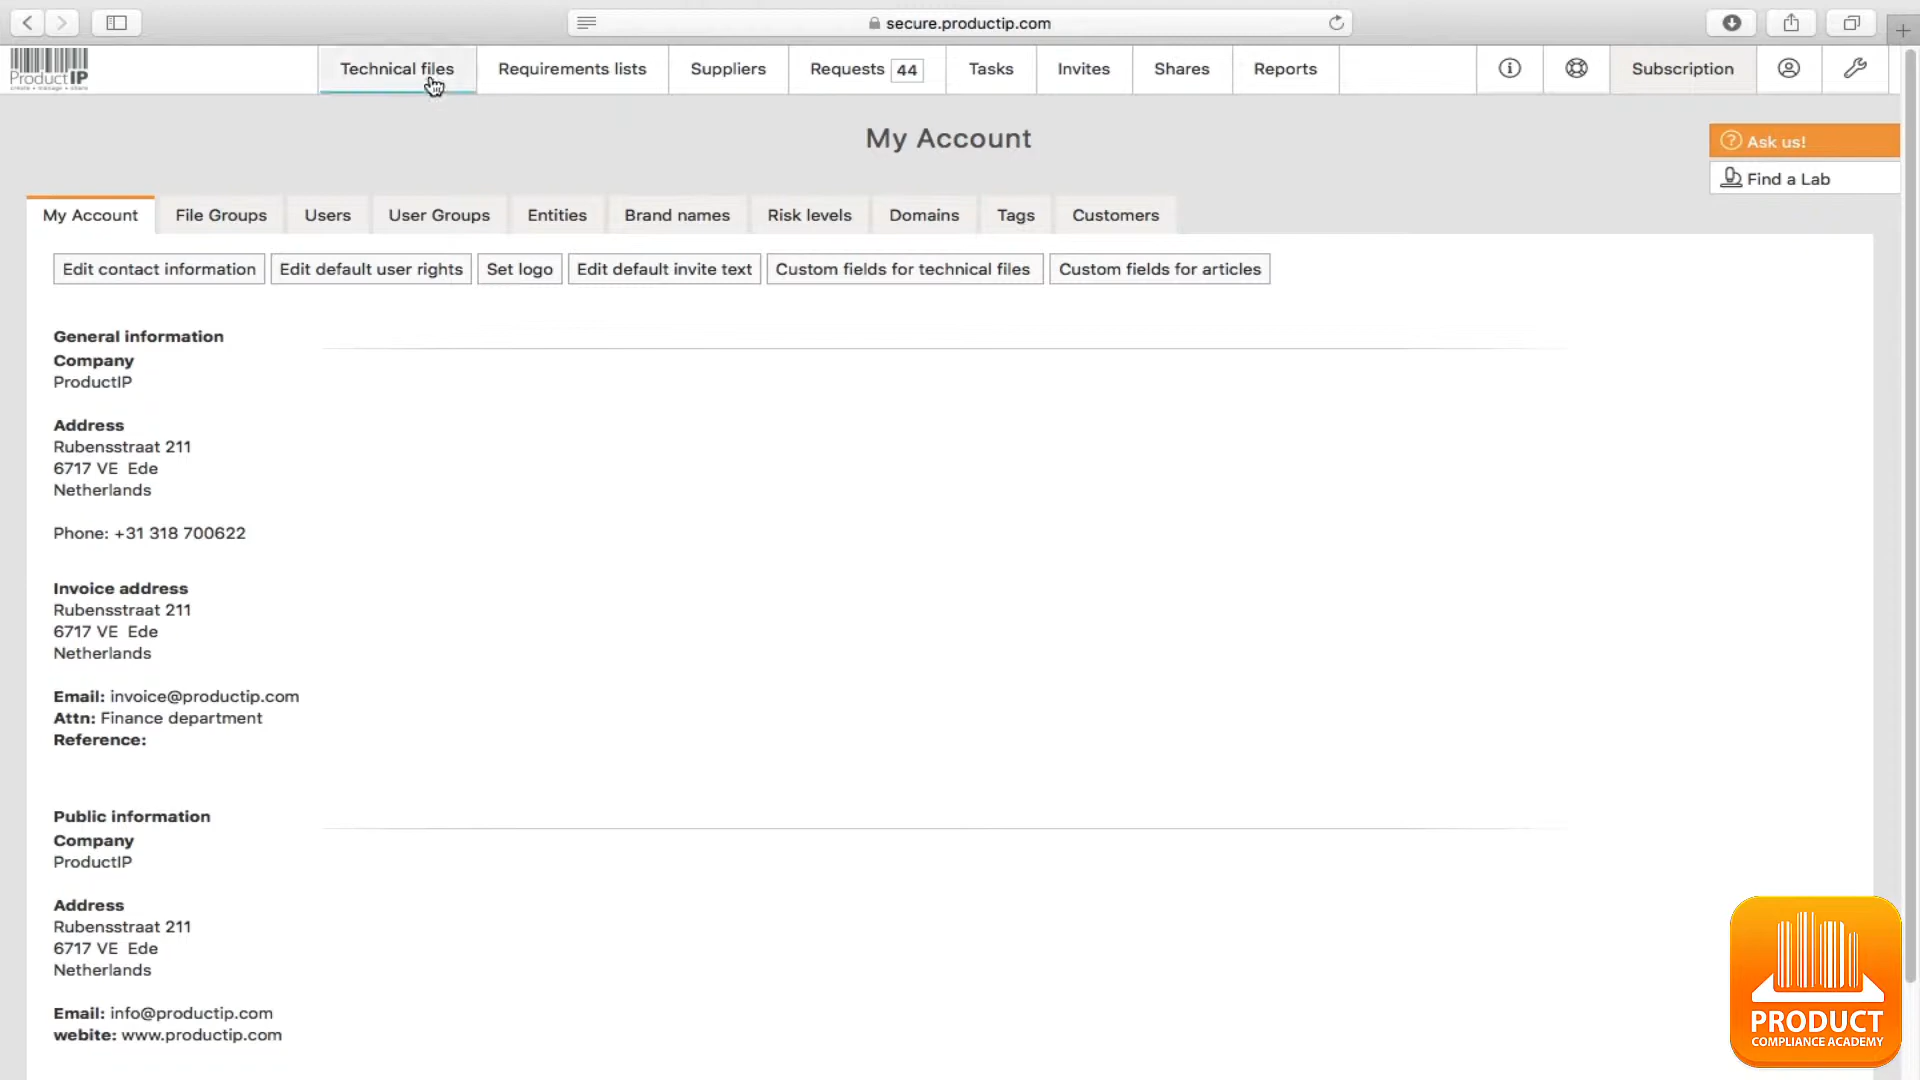 secure.productip.com
ProductIP
create • manage • share
Technical files
Requirements lists
Suppliers
Requests 44
Tasks
Invites
Shares
Reports
Subscription
My Account
Ask us!
Find a Lab
My Account
File Groups
Users
User Groups
Entities
Brand names
Risk levels
Domains
Tags
Customers
Edit contact information
Edit default user rights
Set logo
Edit default invite text
Custom fields for technical files
Custom fields for articles
General information
Company
ProductIP
Address
Rubensstraat 211
6717 VE Ede
Netherlands
Phone: +31 318 700622
Invoice address
Rubensstraat 211
6717 VE Ede
Netherlands
Email: invoice@productip.com
Attn: Finance department
Reference:
Public information
Company
ProductIP
Address
Rubensstraat 211
6717 VE Ede
Netherlands
Email: info@productip.com
webite: www.productip.com
PRODUCT
COMPLIANCE ACADEMY